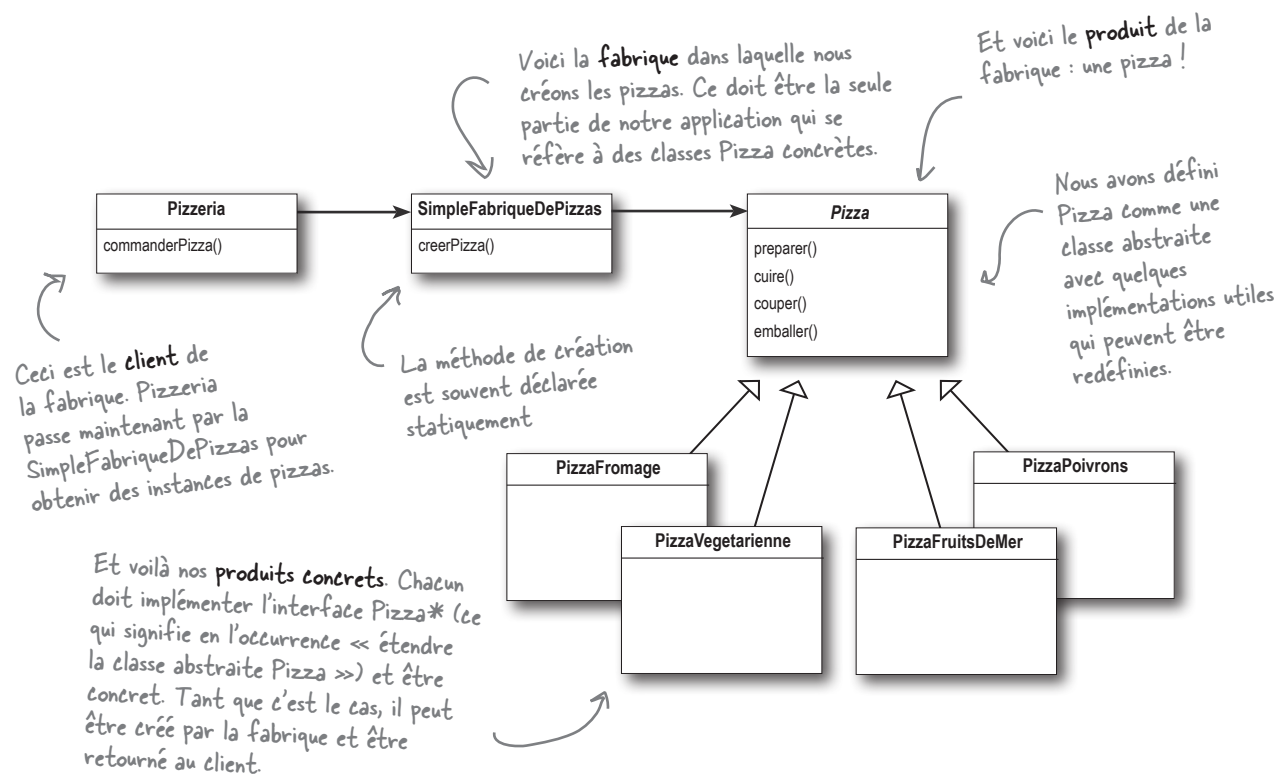 Voici la fabrique dans laquelle nous
créons les pizzas. Ce doit être la seule
partie de notre application qui se
réfère à des classes Pizza concrètes.
Et voici le produit de la
fabrique : une pizza !
Pizzeria
commanderPizza()
SimpleFabriqueDePizzas
creerPizza()
Pizza
preparer()
cuire()
couper()
emballer()
Nous avons défini
Pizza comme une
classe abstraite
avec quelques
implémentations utiles
qui peuvent être
redéfinies.
Ceci est le client de
la fabrique. Pizzeria
passe maintenant par la
SimpleFabriqueDePizzas pour
obtenir des instances de pizzas.
La méthode de création
est souvent déclarée
statiquement
PizzaFromage
PizzaVegetarienne
PizzaFruitsDeMer
PizzaPoivrons
Et voilà nos produits concrets. Chacun
doit implémenter l'interface Pizza* (ce
qui signifie en l'occurrence « étendre
la classe abstraite Pizza ») et être
concret. Tant que c'est le cas, il peut
être créé par la fabrique et être
retourné au client.